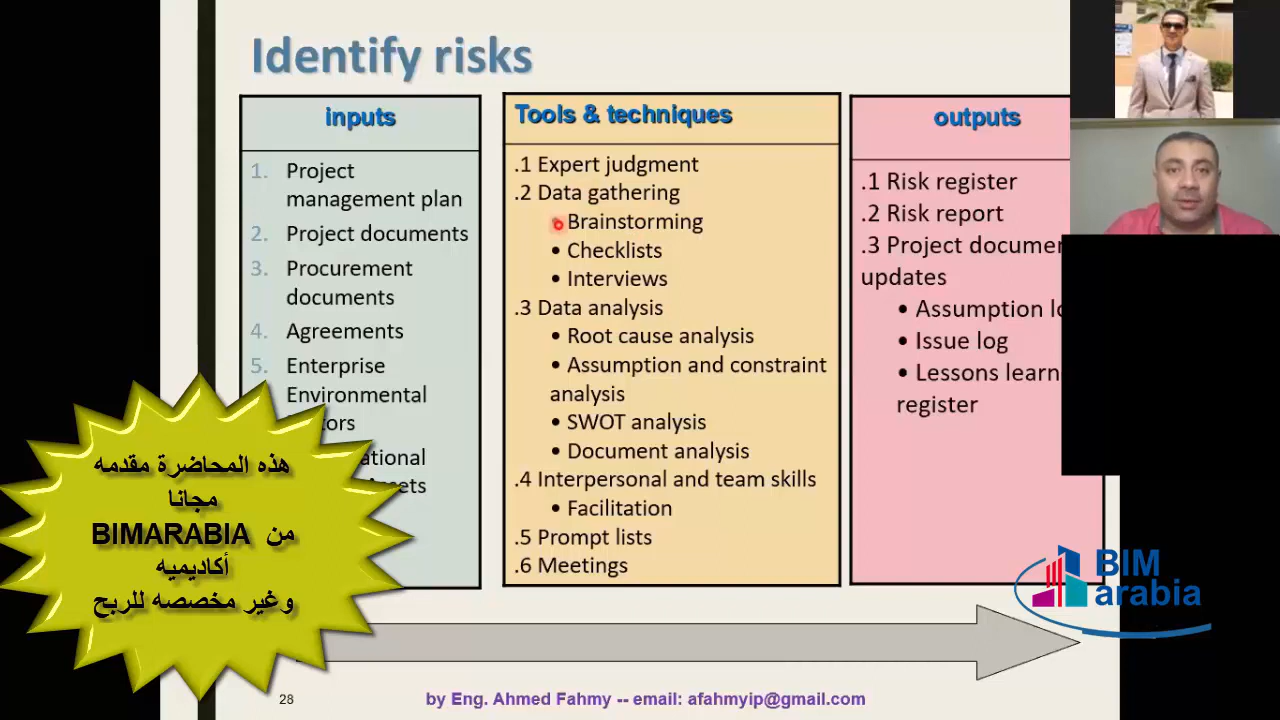 Identify risks
inputs
1. Project
management plan
2. Project documents
3. Procurement
documents
4. Agreements
5. Enterprise
Environmental
Tools & techniques
.1 Expert judgment
.2 Data gathering
Brainstorming
• Checklists
• Interviews
.3 Data analysis
• Root cause analysis
• Assumption and constraint
analysis
• SWOT analysis
• Document analysis
.4 Interpersonal and team skills
• Facilitation
.5 Prompt lists
.6 Meetings
outputs
.1 Risk register
.2 Risk report
.3 Project
updates
• Assumption
• Issue log
• Lessons
register
هذه المحاضرة مقدمه
مجانا
من BIMARABIA
أكاديميه
وغير مخصصه للربح
BIM
arabia
28
by Eng. Ahmed Fahmy -- email: afahmyip@gmail.com